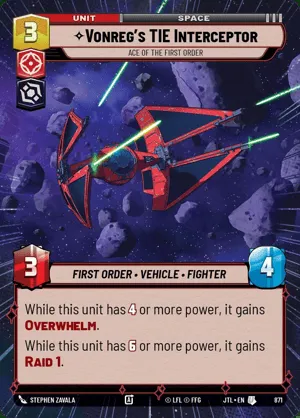 UNIT SPACE
3
✧VONREG'S TIE INTERCEPTOR
ACE OF THE FIRST ORDER
3 4
FIRST ORDER • VEHICLE • FIGHTER
While this unit has 4 or more power, it gains
OVERWHELM.
While this unit has 6 or more power, it gains
RAID 1.
STEPHEN ZAVALA © LFL © FFG JTL • EN 871